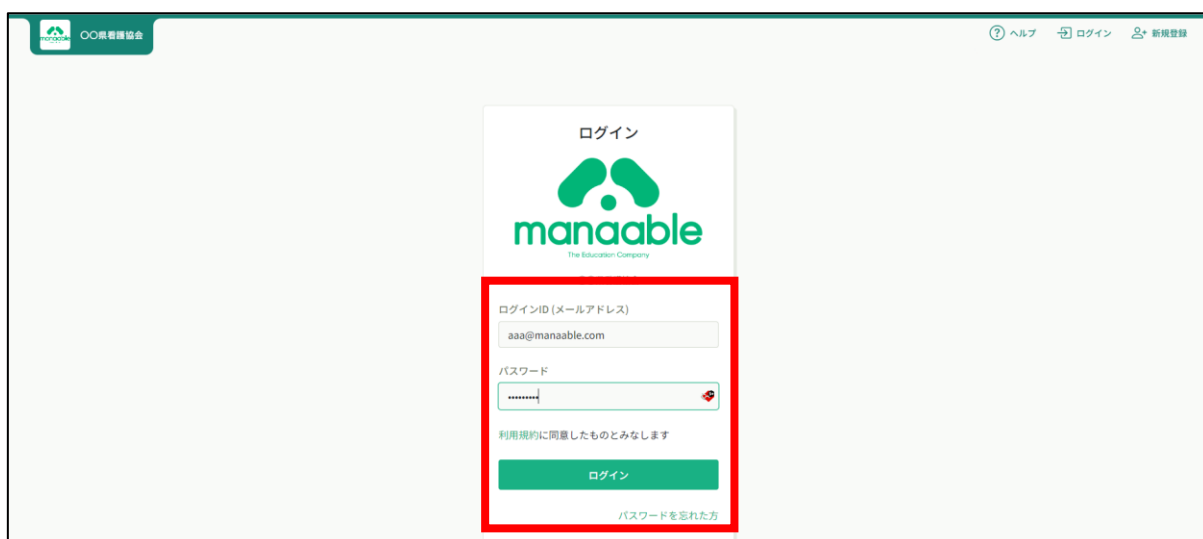 manaable
〇〇県看護協会
ヘルプ
ログイン
新規登録
ログイン
manaable
The Education Company
ログインID (メールアドレス)
aaa@manaable.com
パスワード
•••••••••
利用規約に同意したものとみなします
ログイン
パスワードを忘れた方